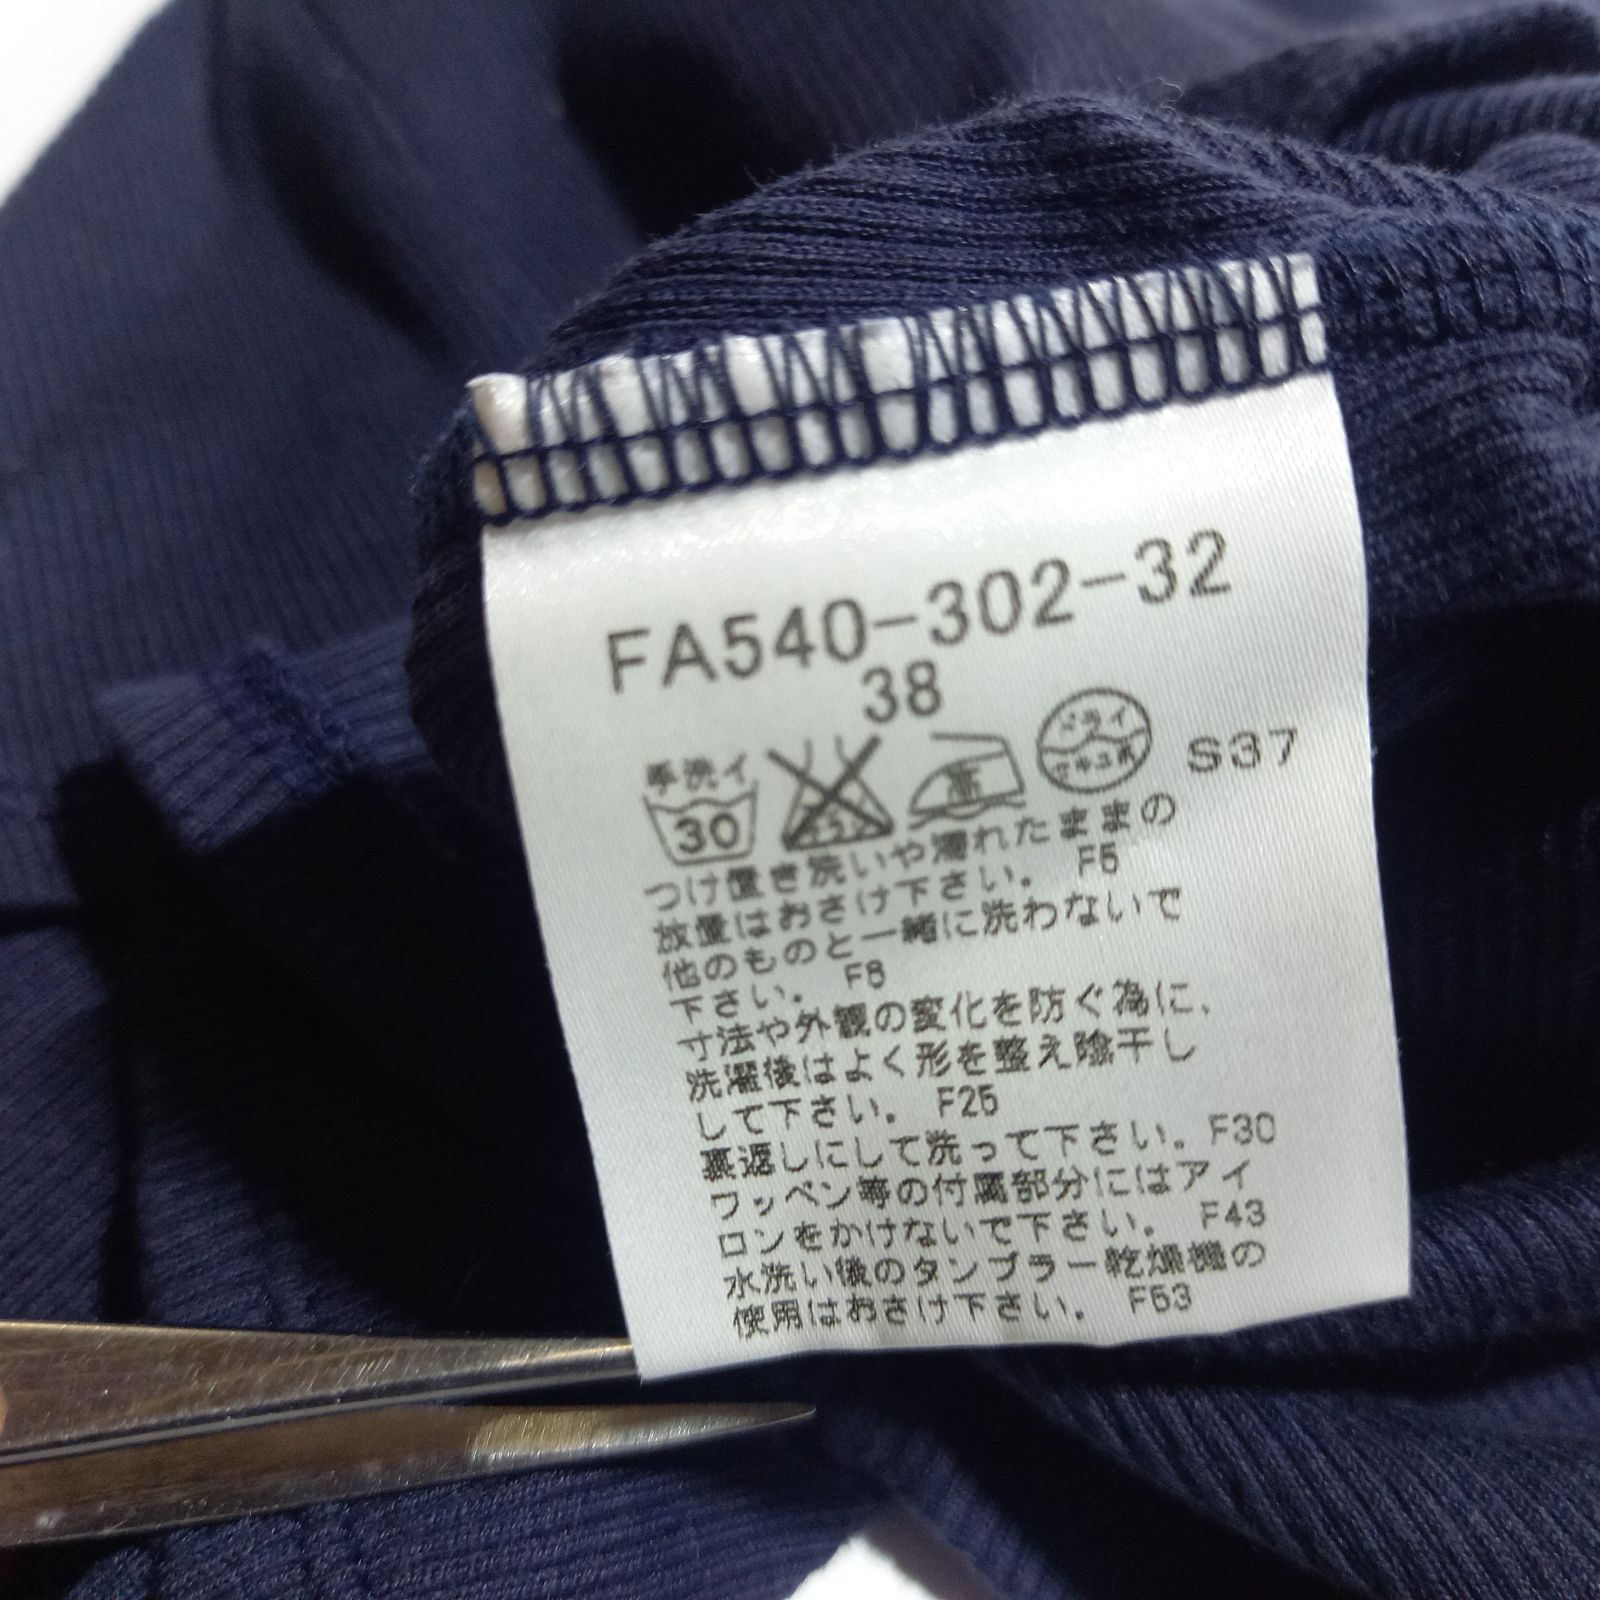 FA540-302-32
38
手洗イ
30
高
ドライ
セキユ系
S37
つけ置き洗いや濡れたままの
放置はおさけ下さい。 F5
他のものと一緒に洗わないで
下さい。 F8
寸法や外観の変化を防ぐ為に、
洗濯後はよく形を整え陰干し
して下さい。 F25
裏返しにして洗って下さい。 F30
ワッペン等の付属部分にはアイ
ロンをかけないで下さい。 F43
水洗い後のタンブラー乾燥機の
使用はおさけ下さい。 F53